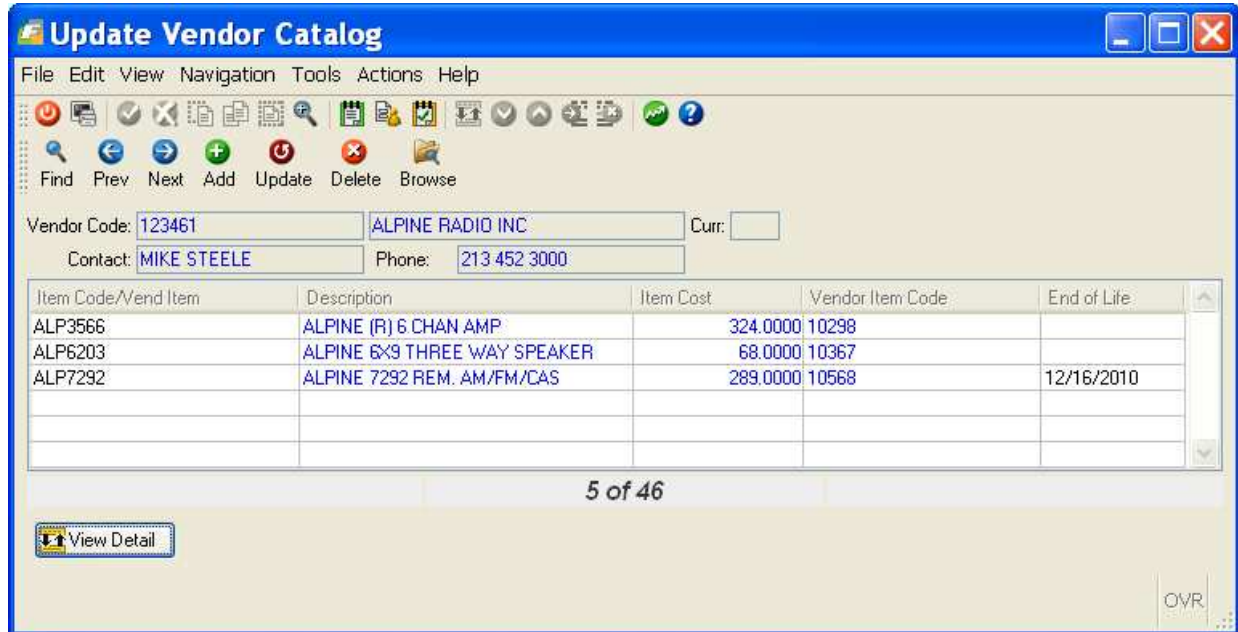 Update Vendor Catalog
File Edit View Navigation Tools Actions Help
Find Prev Next Add Update Delete Browse
Vendor Code: 123461 ALPINE RADIO INC Curr:
Contact: MIKE STEELE Phone: 213 452 3000
Item Code/Vend Item Description Item Cost Vendor Item Code End of Life
ALP3566 ALPINE (R) 6 CHAN AMP 324.0000 10298
ALP6203 ALPINE 6X9 THREE WAY SPEAKER 68.0000 10367
ALP7292 ALPINE 7292 REM. AM/FM/CAS 289.0000 10568 12/16/2010
5 of 46
View Detail
OVR